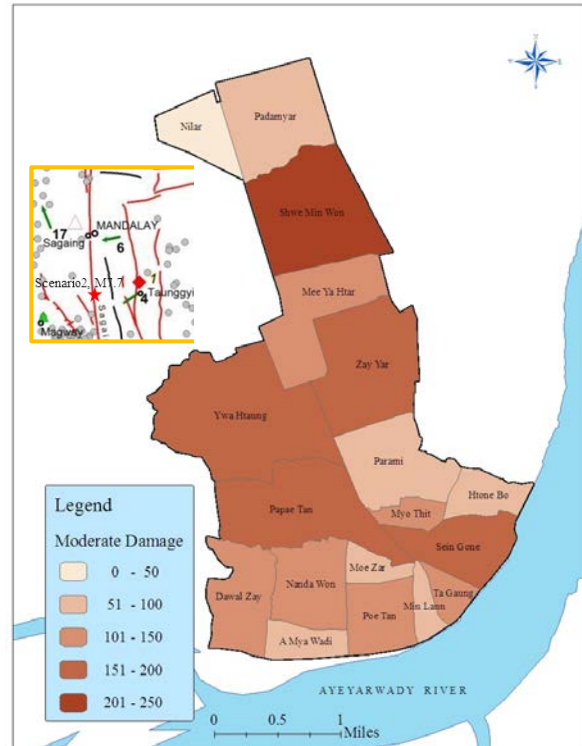 Nilar
Padamyar
Shwe Min Won
17
MANDALAY
Sagaing
6
Scenario2, M7.7
1
4
Taunggyi
Sagai
Magway
Mee Ya Htar
Zay Yar
Ywa Htaung
Parami
Htone Bo
Myo Thit
Papae Tan
Sein Gone
Moe Zar
Dawal Zay
Nanda Won
Ta Gaung
Min Lann
Poe Tan
A Mya Wadi
Legend
Moderate Damage
0 - 50
51 - 100
101 - 150
151 - 200
201 - 250
AYEYARWADY RIVER
0 0.5 1
Miles